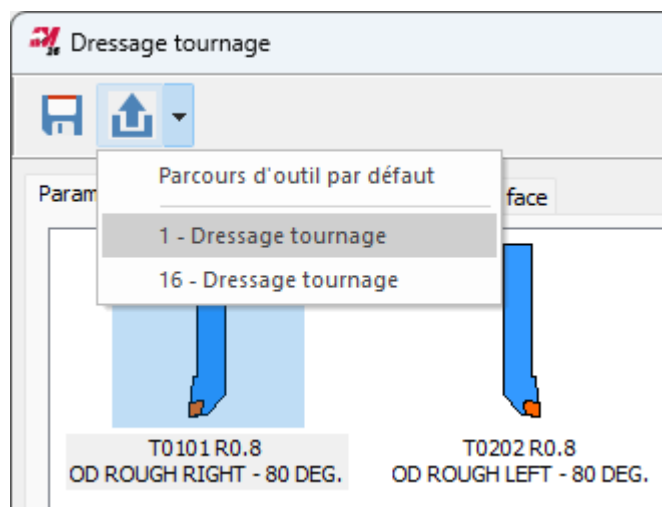 Dressage tournage
Parcours d'outil par défaut
Param
face
1 - Dressage tournage
16 - Dressage tournage
T0101 R0.8
OD ROUGH RIGHT - 80 DEG.
T0202 R0.8
OD ROUGH LEFT - 80 DEG.